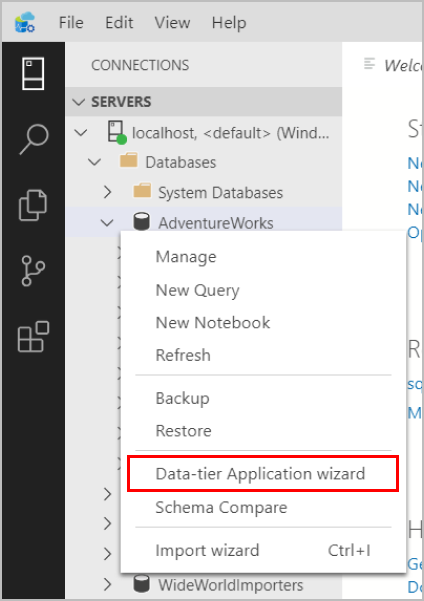 File Edit View Help
CONNECTIONS
Welc
SERVERS
localhost, <default> (Wind...
Databases
System Databases
AdventureWorks
Manage
New Query
New Notebook
Refresh
Backup
Restore
Data-tier Application wizard
Schema Compare
Import wizard Ctrl+I
WideWorldImporters
St
Ne
Ne
Ne
Op
R
sq
M
H
Ge
Do